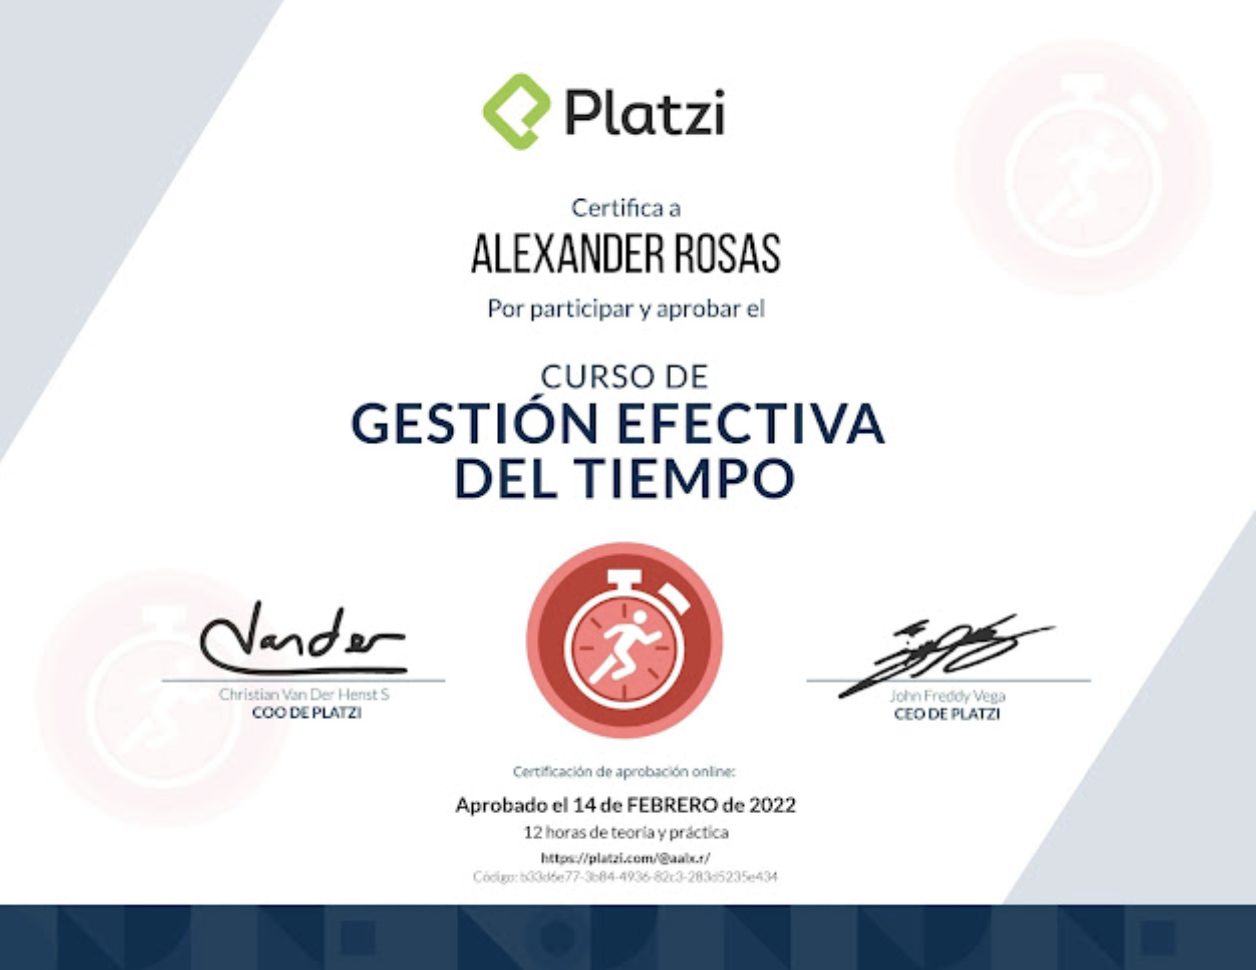 Platzi
Certifica a
ALEXANDER ROSAS
Por participar y aprobar el
CURSO DE
GESTIÓN EFECTIVA
DEL TIEMPO
Vander
Christian Van Der Henst S
COO DE PLATZI
John Freddy Vega
CEO DE PLATZI
Certificación de aprobación online:
Aprobado el 14 de FEBRERO de 2022
12 horas de teoría y práctica
https://platzi.com/@aalx.r/
Código: b33d6e77-3b84-4936-82c3-283d5235e434